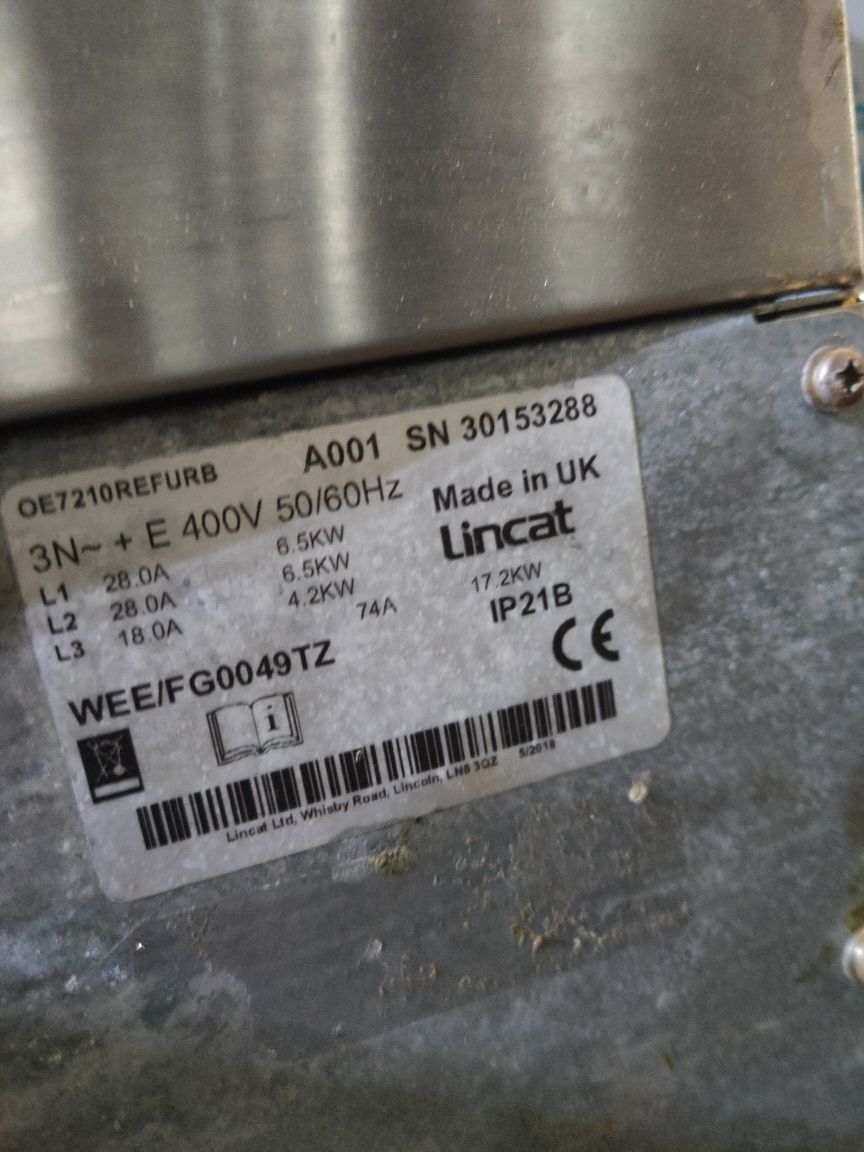 OE7210REFURB A001 SN 30153288
3N~ + E 400V 50/60Hz Made in UK
Lincat
L1 28.0A 6.5KW
L2 28.0A 6.5KW
L3 18.0A 4.2KW
74A 17.2KW
IP21B
WEE/FG0049TZ CE
i
Lincat Ltd, Whisby Road, Lincoln, LN6 3QZ 5/2018